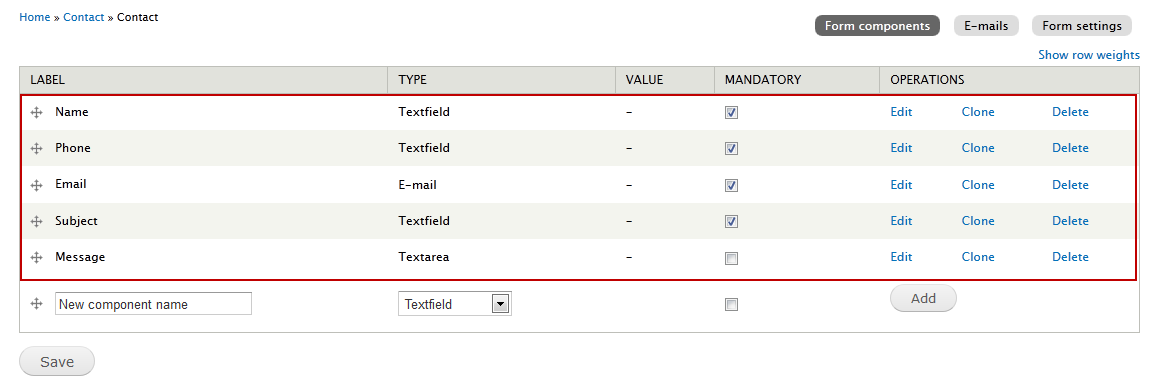 Home » Contact » Contact
Form components E-mails Form settings
Show row weights
LABEL TYPE VALUE MANDATORY OPERATIONS
Name Textfield – Edit Clone Delete
Phone Textfield – Edit Clone Delete
Email E-mail – Edit Clone Delete
Subject Textfield – Edit Clone Delete
Message Textarea – Edit Clone Delete
New component name Textfield Add
Save